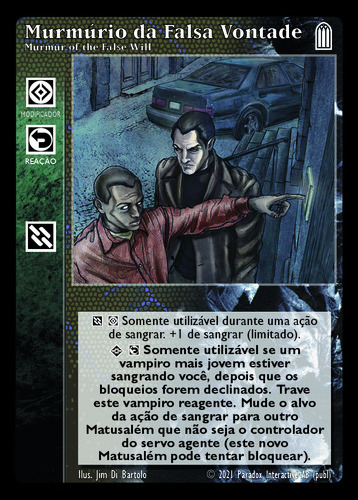 Murmúrio da Falsa Vontade
Murmur of the False Will
MODIFICADOR
REAÇÃO
Somente utilizável durante uma ação
de sangrar. +1 de sangrar (limitado).
Somente utilizável se um
vampiro mais jovem estiver
sangrando você, depois que os
bloqueios forem declinados. Trave
este vampiro reagente. Mude o alvo
da ação de sangrar para outro
Matusalém que não seja o controlador
do servo agente (este novo
Matusalém pode tentar bloquear).
Ilus. Jim Di Bartolo
© 2021 Paradox Interactive AB (publ)